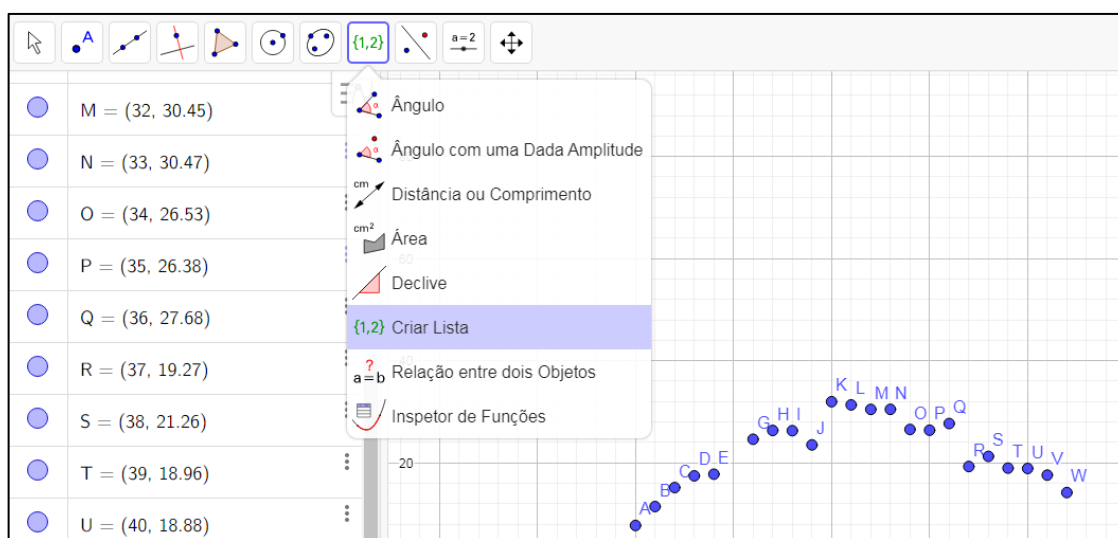 A
{1,2}
a=2
M = (32, 30.45)
N = (33, 30.47)
O = (34, 26.53)
P = (35, 26.38)
Q = (36, 27.68)
R = (37, 19.27)
S = (38, 21.26)
T = (39, 18.96)
U = (40, 18.88)
α Ângulo
α Ângulo com uma Dada Amplitude
cm Distância ou Comprimento
cm² Área
Declive
{1,2} Criar Lista
? a=b Relação entre dois Objetos
Inspetor de Funções
60
40
20
K L M N
G H I J
O P Q
C D E
R S T U V
A B
W